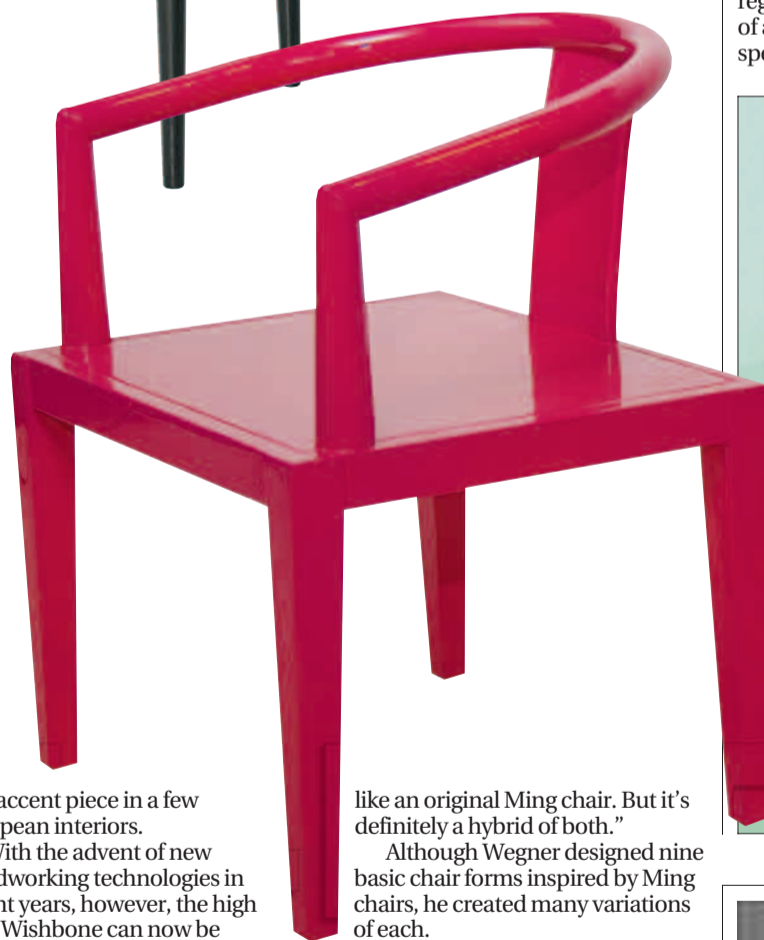 of a
accent piece in a few
pean interiors.
With the advent of new
dworking technologies in
nt years, however, the high
Wishbone can now be
like an original Ming chair. But it’s
definitely a hybrid of both.”
Although Wegner designed nine
basic chair forms inspired by Ming
chairs, he created many variations
of each.